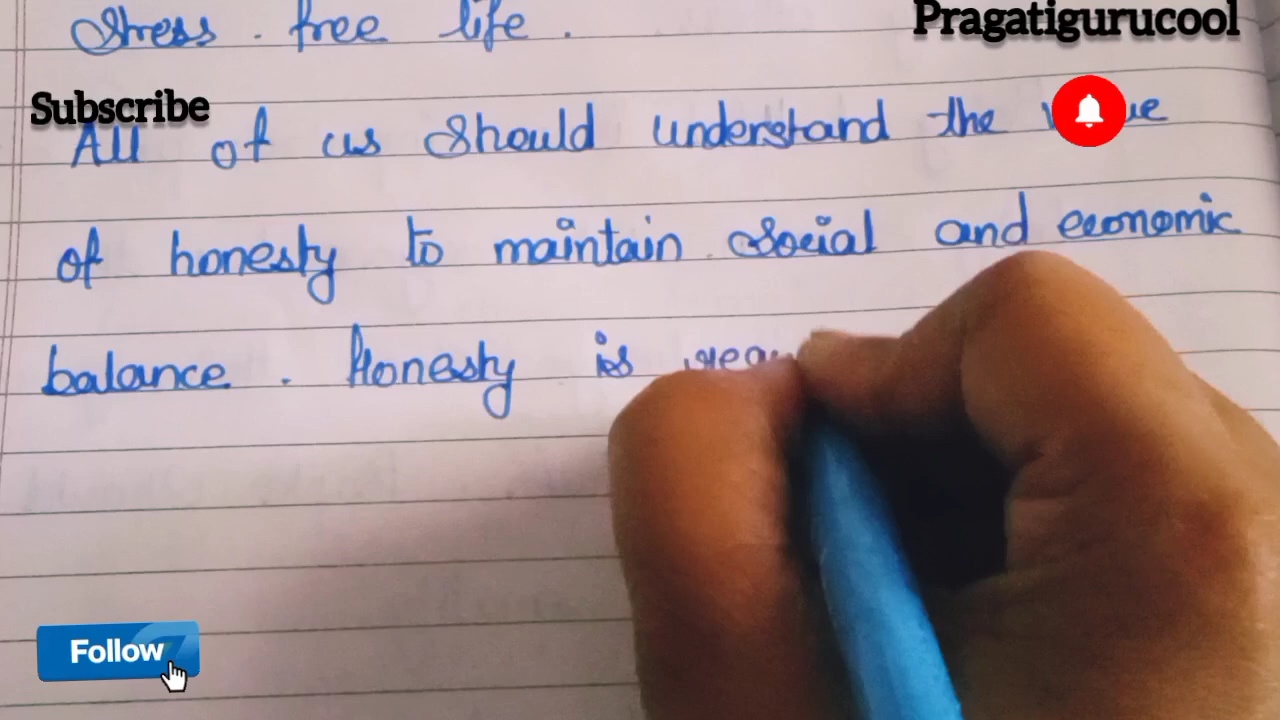 Stress. free life.
Pragatigurucool
Subscribe
All of us should understand the
of honesty to maintain social and economic
balance. Honesty is
Follow